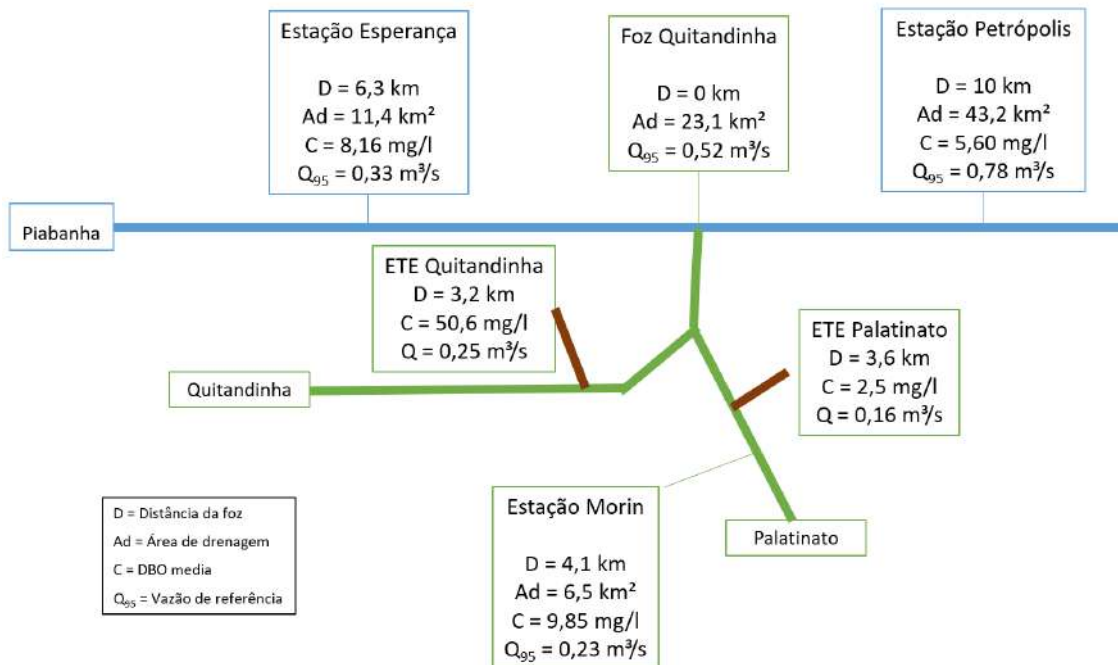 Estação Esperança
D = 6,3 km
Ad = 11,4 km²
C = 8,16 mg/l
Q₉₅ = 0,33 m³/s
Foz Quitandinha
D = 0 km
Ad = 23,1 km²
Q₉₅ = 0,52 m³/s
Estação Petrópolis
D = 10 km
Ad = 43,2 km²
C = 5,60 mg/l
Q₉₅ = 0,78 m³/s
Piabanha
ETE Quitandinha
D = 3,2 km
C = 50,6 mg/l
Q = 0,25 m³/s
ETE Palatinato
D = 3,6 km
C = 2,5 mg/l
Q = 0,16 m³/s
Quitandinha
Estação Morin
D = 4,1 km
Ad = 6,5 km²
C = 9,85 mg/l
Q₉₅ = 0,23 m³/s
Palatinato
D = Distância da foz
Ad = Área de drenagem
C = DBO media
Q₉₅ = Vazão de referência